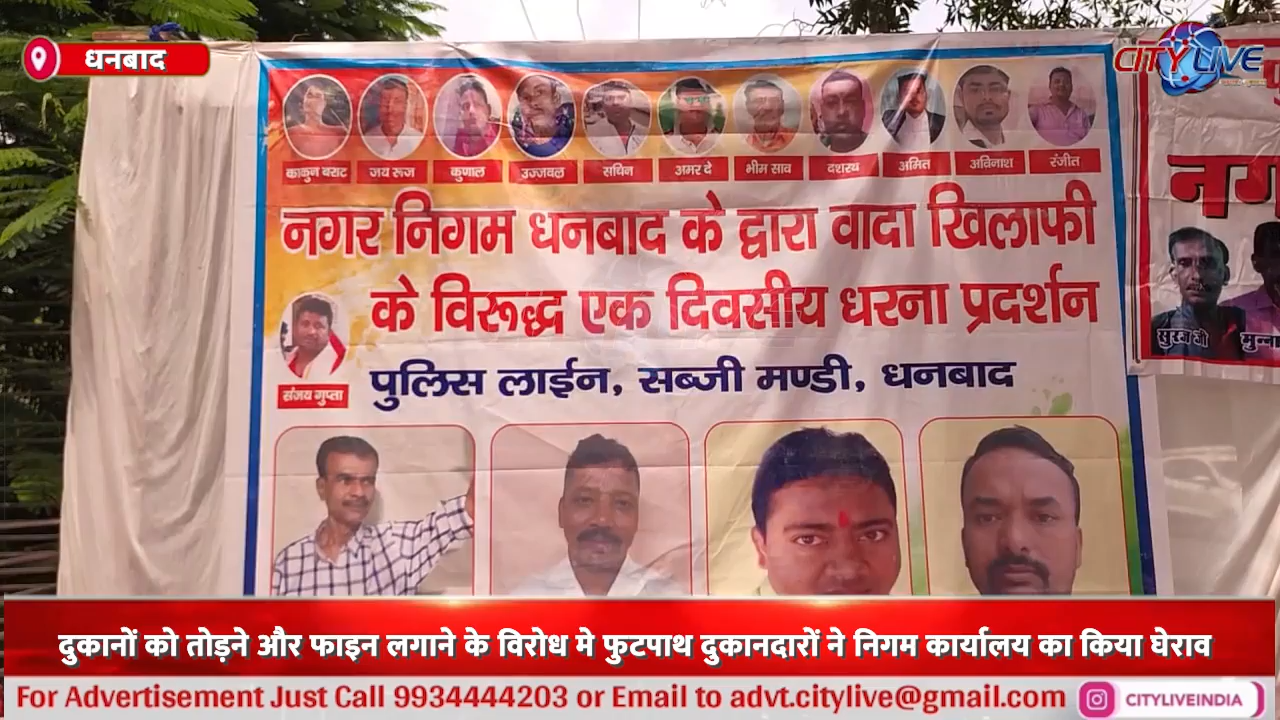 धनबाद
CITY LIVE
काकुन बराट जय रूज कुणाल उज्जवल सचिन अमर दे भीम साव दशरथ अमित अविनाश रंजीत
नगर निगम धनबाद के द्वारा वादा खिलाफी
के विरूद्ध एक दिवसीय धरना प्रदर्शन
संजय गुप्ता
पुलिस लाईन, सब्जी मण्डी, धनबाद
दुकानों को तोड़ने और फाइन लगाने के विरोध मे फुटपाथ दुकानदारों ने निगम कार्यालय का किया घेराव
For Advertisement Just Call 9934444203 or Email to advt.citylive@gmail.com
CITYLIVEINDIA